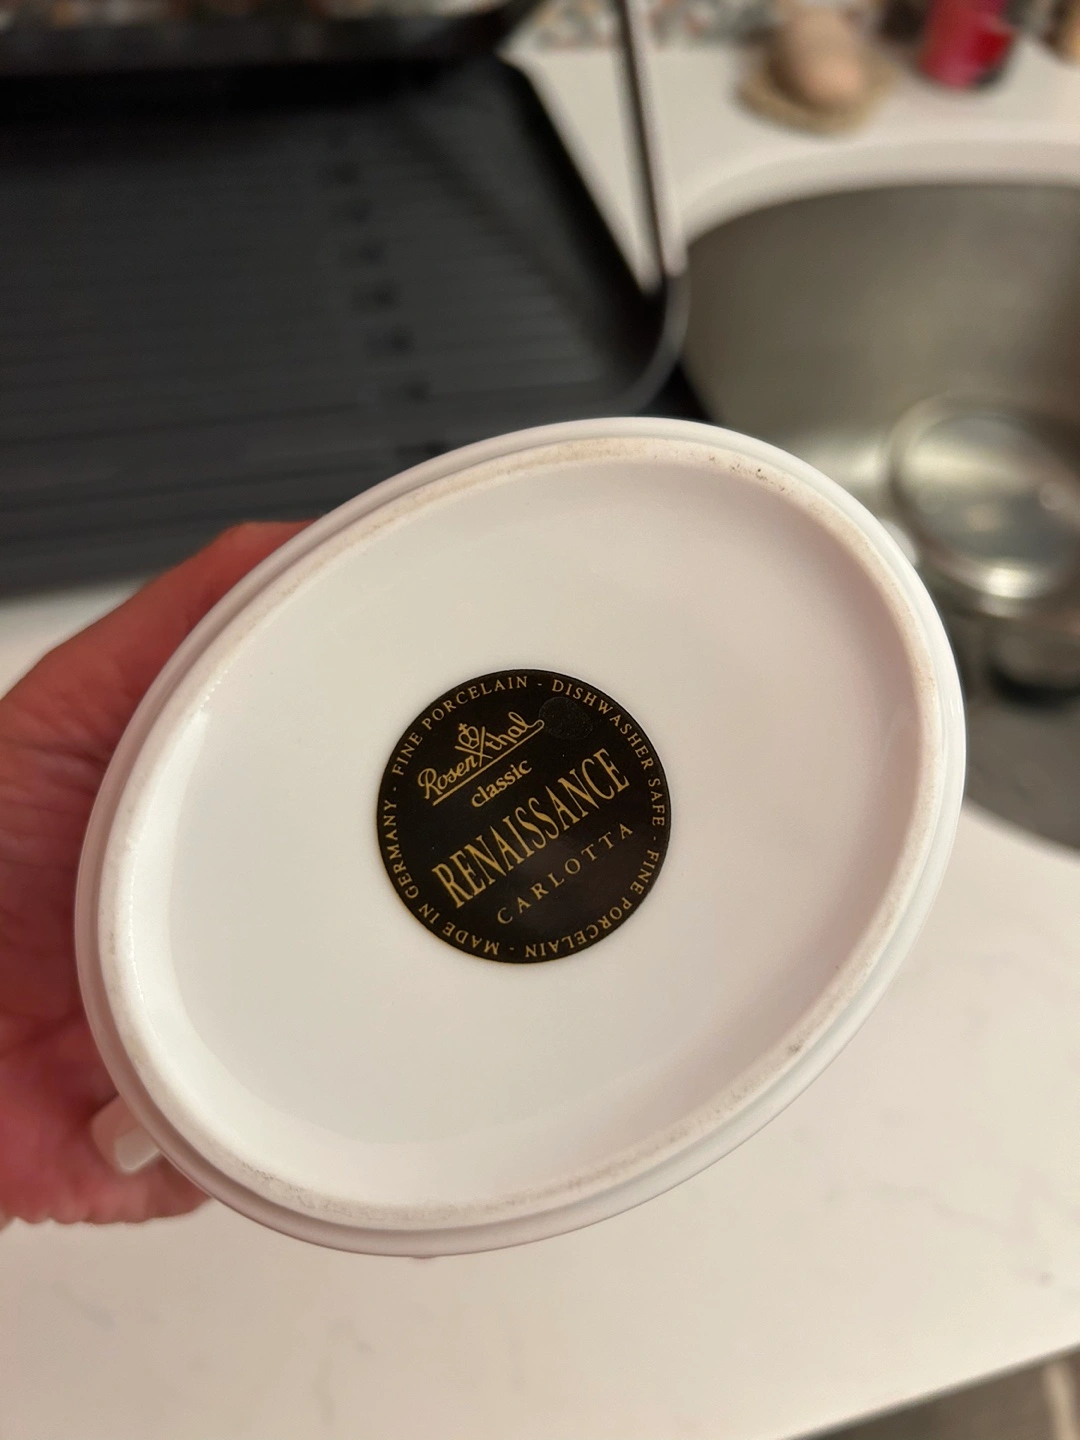 FINE PORCELAIN - DISHWASHER SAFE - FINE PORCELAIN - MADE IN GERMANY -
Rosenthal
classic
RENAISSANCE
CARLOTTA